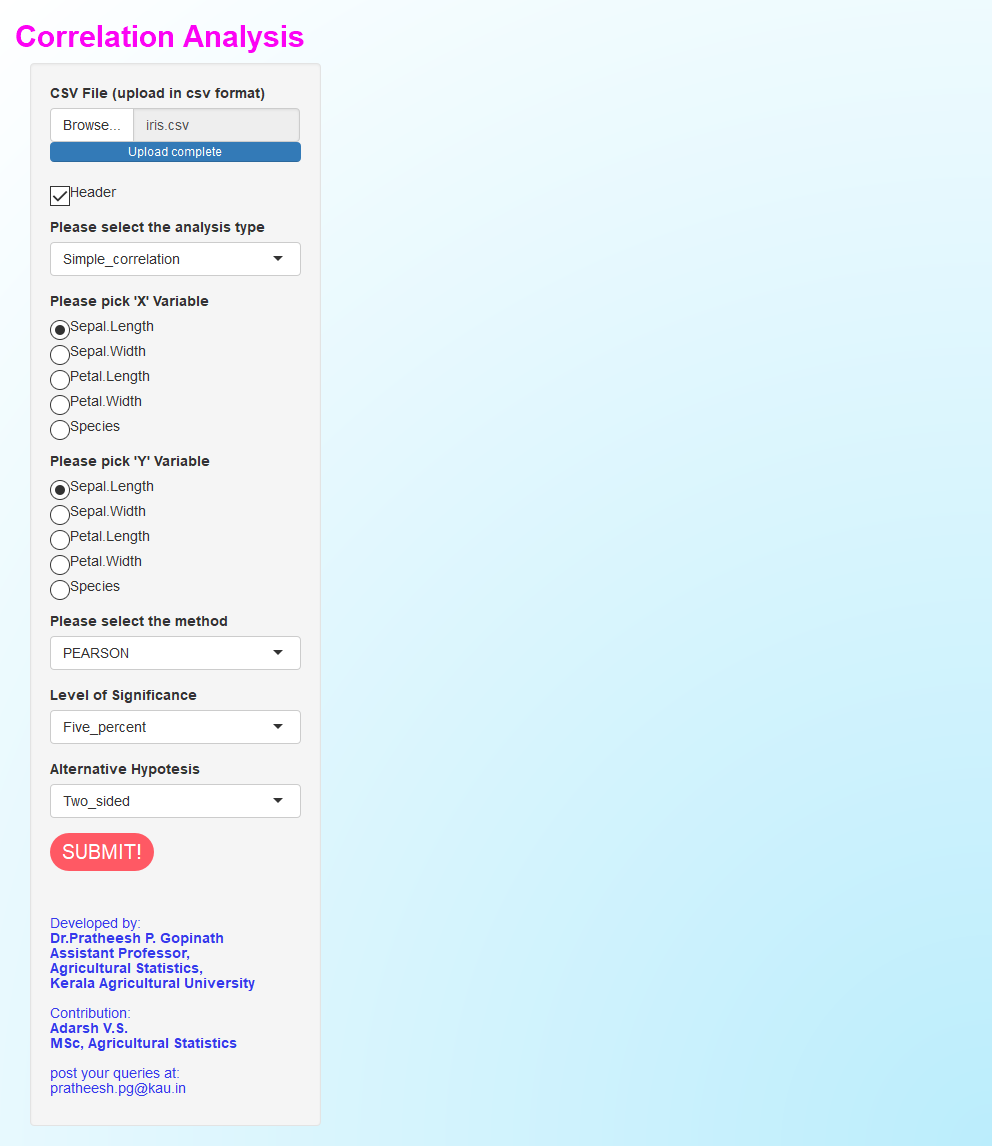 Correlation Analysis
CSV File (upload in csv format)
Browse... iris.csv
Upload complete
Header
Please select the analysis type
Simple_correlation
Please pick 'X' Variable
Sepal.Length
Sepal.Width
Petal.Length
Petal.Width
Species
Please pick 'Y' Variable
Sepal.Length
Sepal.Width
Petal.Length
Petal.Width
Species
Please select the method
PEARSON
Level of Significance
Five_percent
Alternative Hypotesis
Two_sided
SUBMIT!
Developed by:
Dr.Pratheesh P. Gopinath
Assistant Professor,
Agricultural Statistics,
Kerala Agricultural University
Contribution:
Adarsh V.S.
MSc, Agricultural Statistics
post your queries at:
pratheesh.pg@kau.in